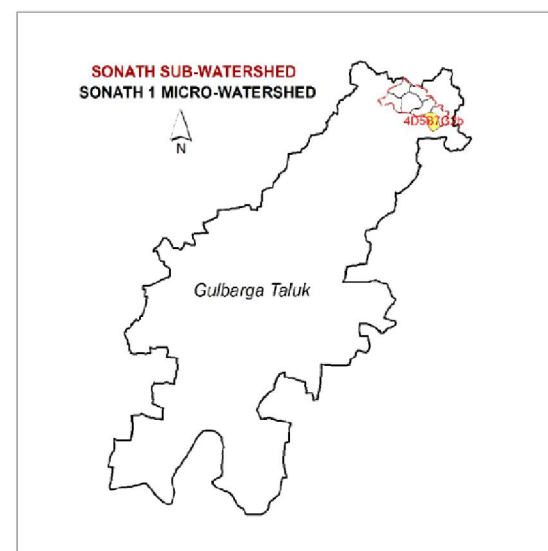 SONATH SUB-WATERSHED
SONATH 1 MICRO-WATERSHED
N
Gulbarga Taluk